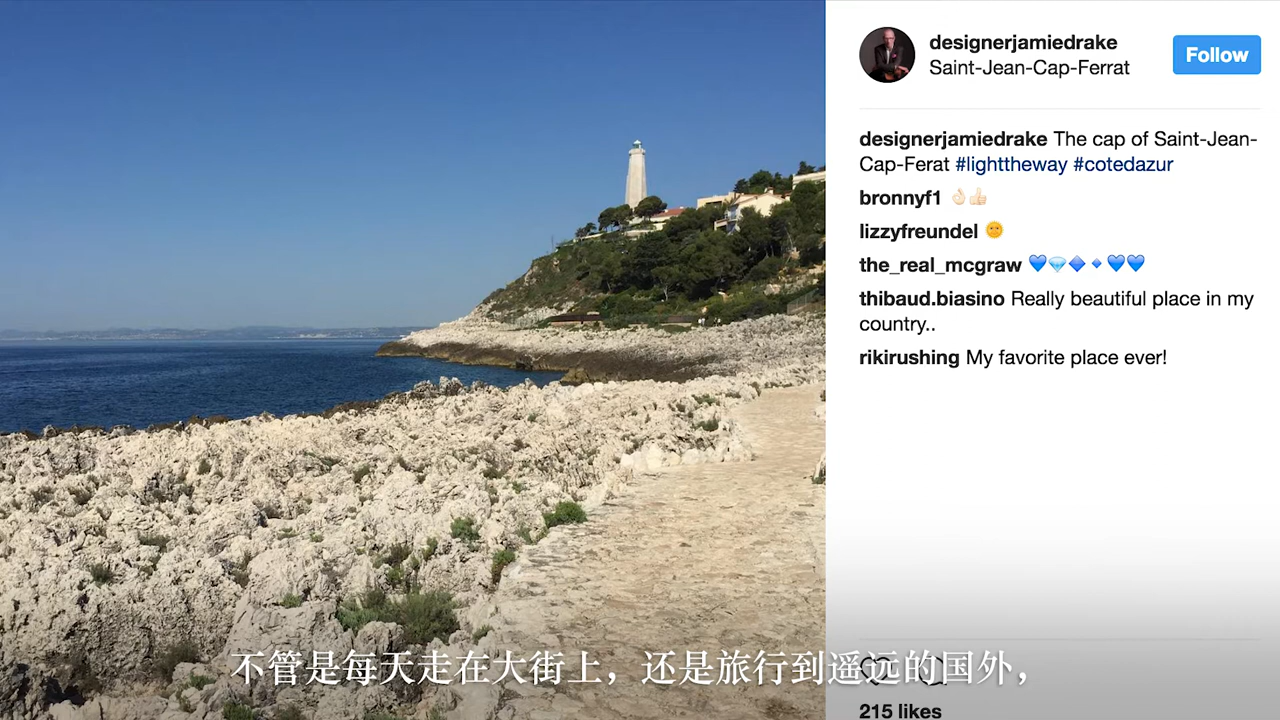 designerjamiedrake
Saint-Jean-Cap-Ferrat
Follow
designerjamiedrake The cap of Saint-Jean-
Cap-Ferat #lighttheway #cotedazur
bronnyf1 👌🏻👍🏻
lizzyfreundel 🌞
the_real_mcgraw 💙💎🔷🔹💙💙
thibaud.biasino Really beautiful place in my
country..
rikirushing My favorite place ever!
不管是每天走在大街上，还是旅行到遥远的国外，
215 likes